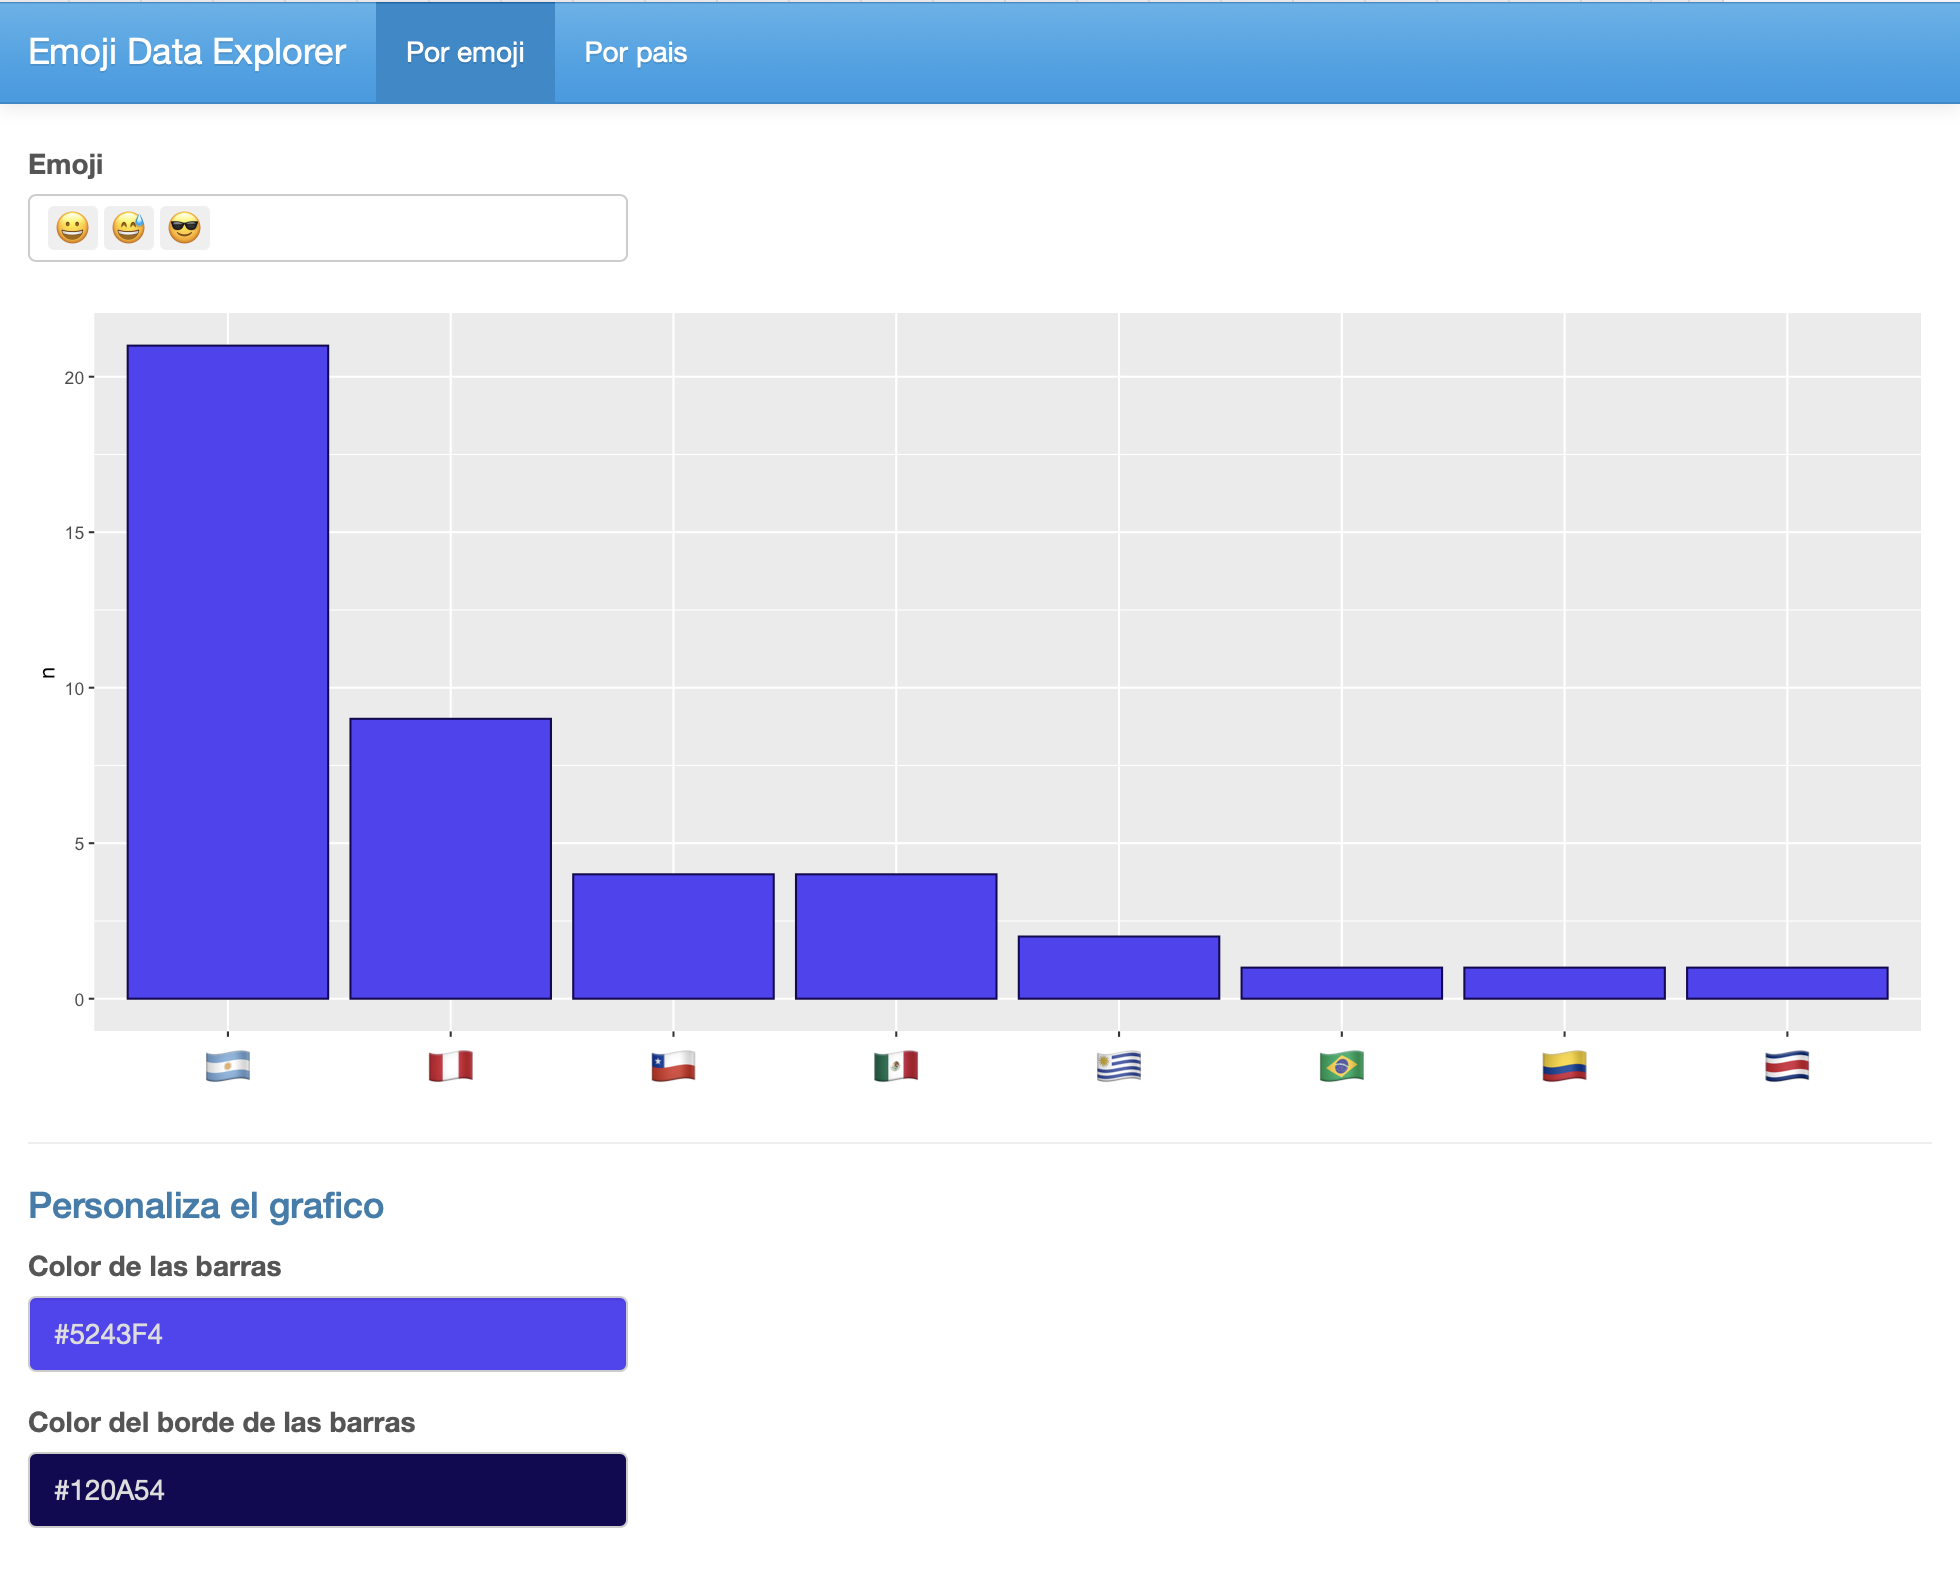 Emoji Data Explorer Por emoji Por pais
Emoji
😀 😅 😎
20
15
n
10
5
0
🇦🇷 🇵🇪 🇨🇱 🇲🇽 🇺🇾 🇧🇷 🇨🇴 🇨🇷
Personaliza el grafico
Color de las barras
#5243F4
Color del borde de las barras
#120A54